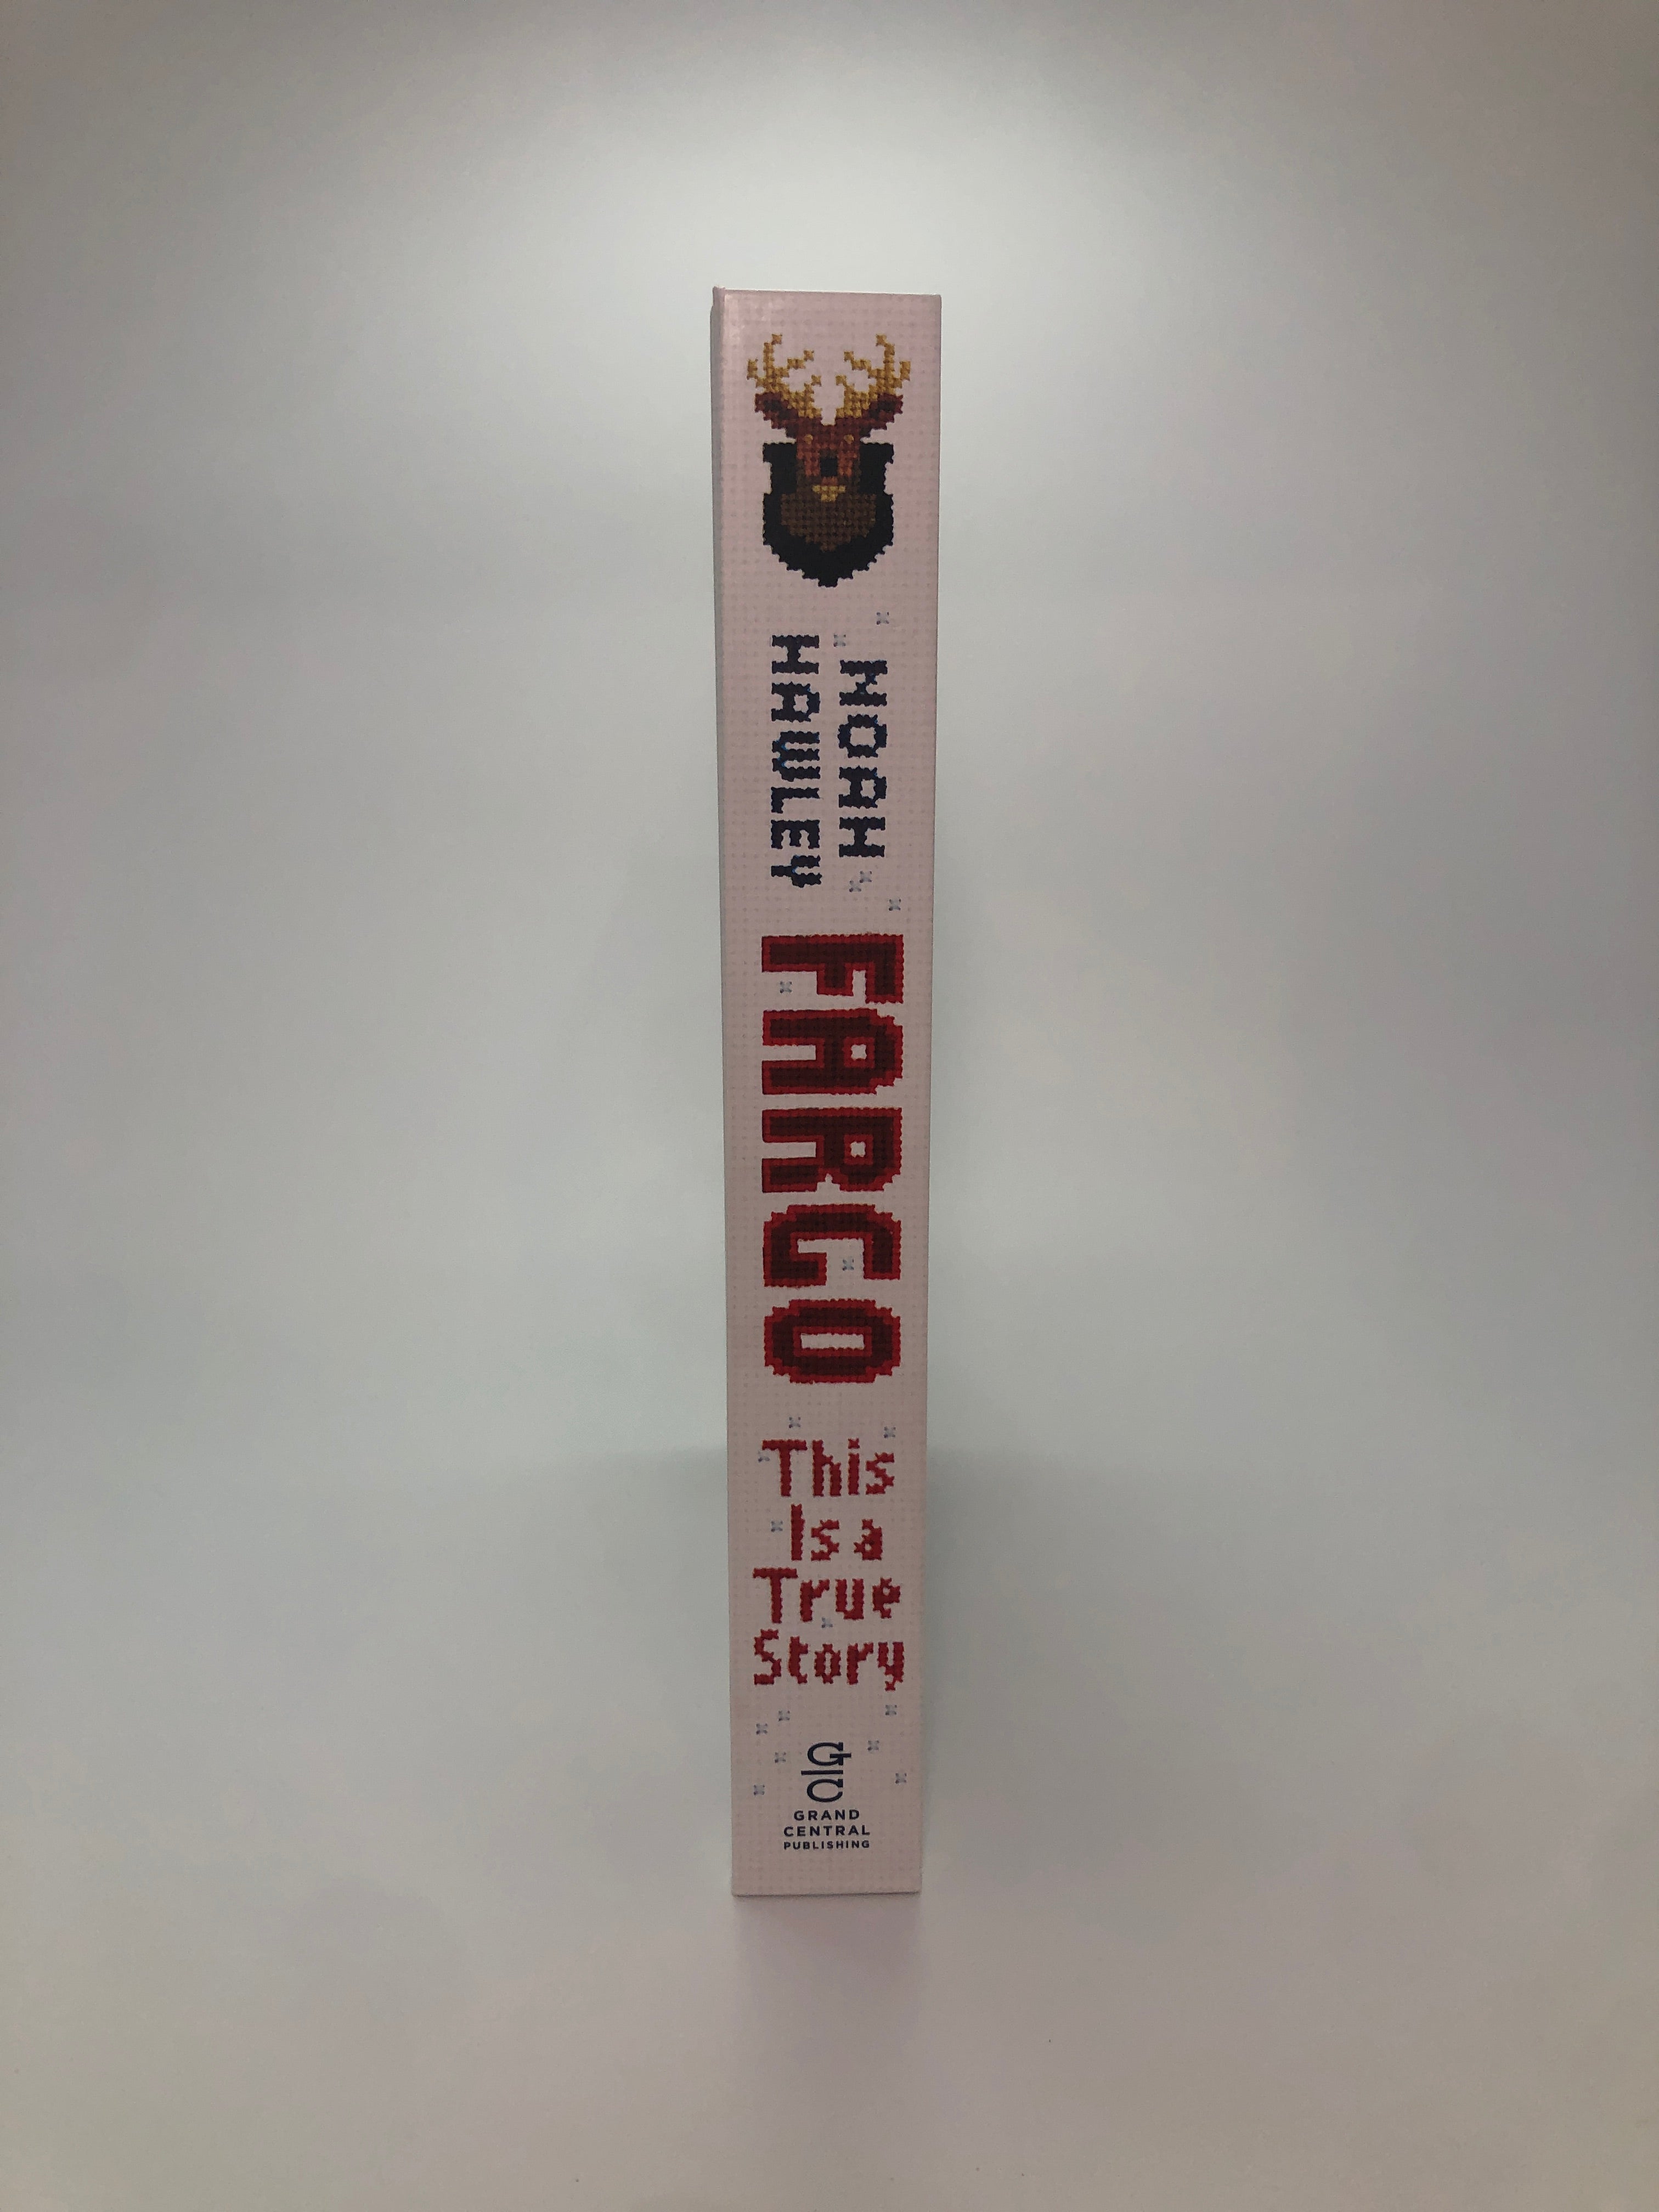 NOAH
HAWLEY
FARGO
This
Is a
True
Story
GRAND
CENTRAL
PUBLISHING